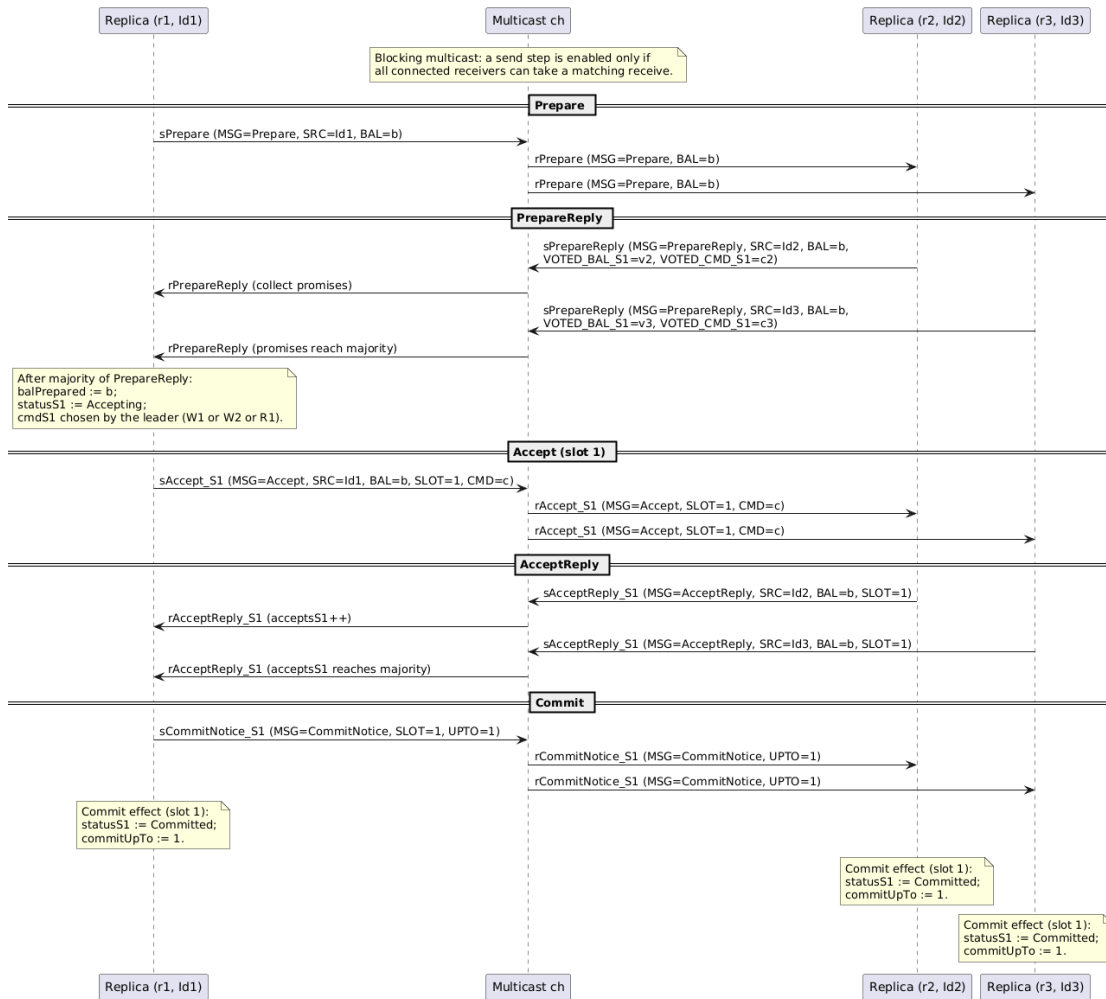 Replica (r1, Id1)
Multicast ch
Replica (r2, Id2)
Replica (r3, Id3)
Blocking multicast: a send step is enabled only if
all connected receivers can take a matching receive.
Prepare
sPrepare (MSG=Prepare, SRC=Id1, BAL=b)
rPrepare (MSG=Prepare, BAL=b)
rPrepare (MSG=Prepare, BAL=b)
PrepareReply
sPrepareReply (MSG=PrepareReply, SRC=Id2, BAL=b,
VOTED_BAL_S1=v2, VOTED_CMD_S1=c2)
rPrepareReply (collect promises)
sPrepareReply (MSG=PrepareReply, SRC=Id3, BAL=b,
VOTED_BAL_S1=v3, VOTED_CMD_S1=c3)
rPrepareReply (promises reach majority)
After majority of PrepareReply:
balPrepared := b;
statusS1 := Accepting;
cmdS1 chosen by the leader (W1 or W2 or R1).
Accept (slot 1)
sAccept_S1 (MSG=Accept, SRC=Id1, BAL=b, SLOT=1, CMD=c)
rAccept_S1 (MSG=Accept, SLOT=1, CMD=c)
rAccept_S1 (MSG=Accept, SLOT=1, CMD=c)
AcceptReply
sAcceptReply_S1 (MSG=AcceptReply, SRC=Id2, BAL=b, SLOT=1)
rAcceptReply_S1 (acceptsS1++)
sAcceptReply_S1 (MSG=AcceptReply, SRC=Id3, BAL=b, SLOT=1)
rAcceptReply_S1 (acceptsS1 reaches majority)
Commit
sCommitNotice_S1 (MSG=CommitNotice, SLOT=1, UPTO=1)
rCommitNotice_S1 (MSG=CommitNotice, UPTO=1)
rCommitNotice_S1 (MSG=CommitNotice, UPTO=1)
Commit effect (slot 1):
statusS1 := Committed;
commitUpTo := 1.
Commit effect (slot 1):
statusS1 := Committed;
commitUpTo := 1.
Commit effect (slot 1):
statusS1 := Committed;
commitUpTo := 1.
Replica (r1, Id1)
Multicast ch
Replica (r2, Id2)
Replica (r3, Id3)